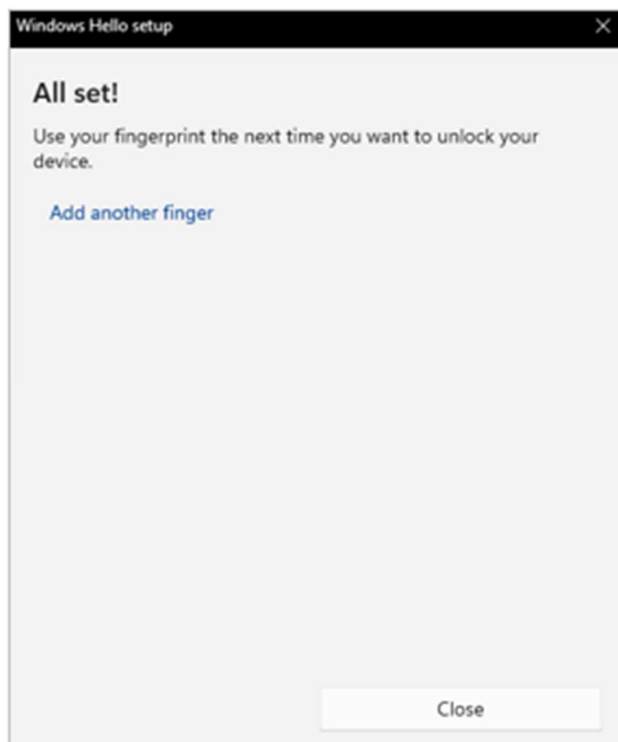 Windows Hello setup
All set!
Use your fingerprint the next time you want to unlock your
device.
Add another finger
Close